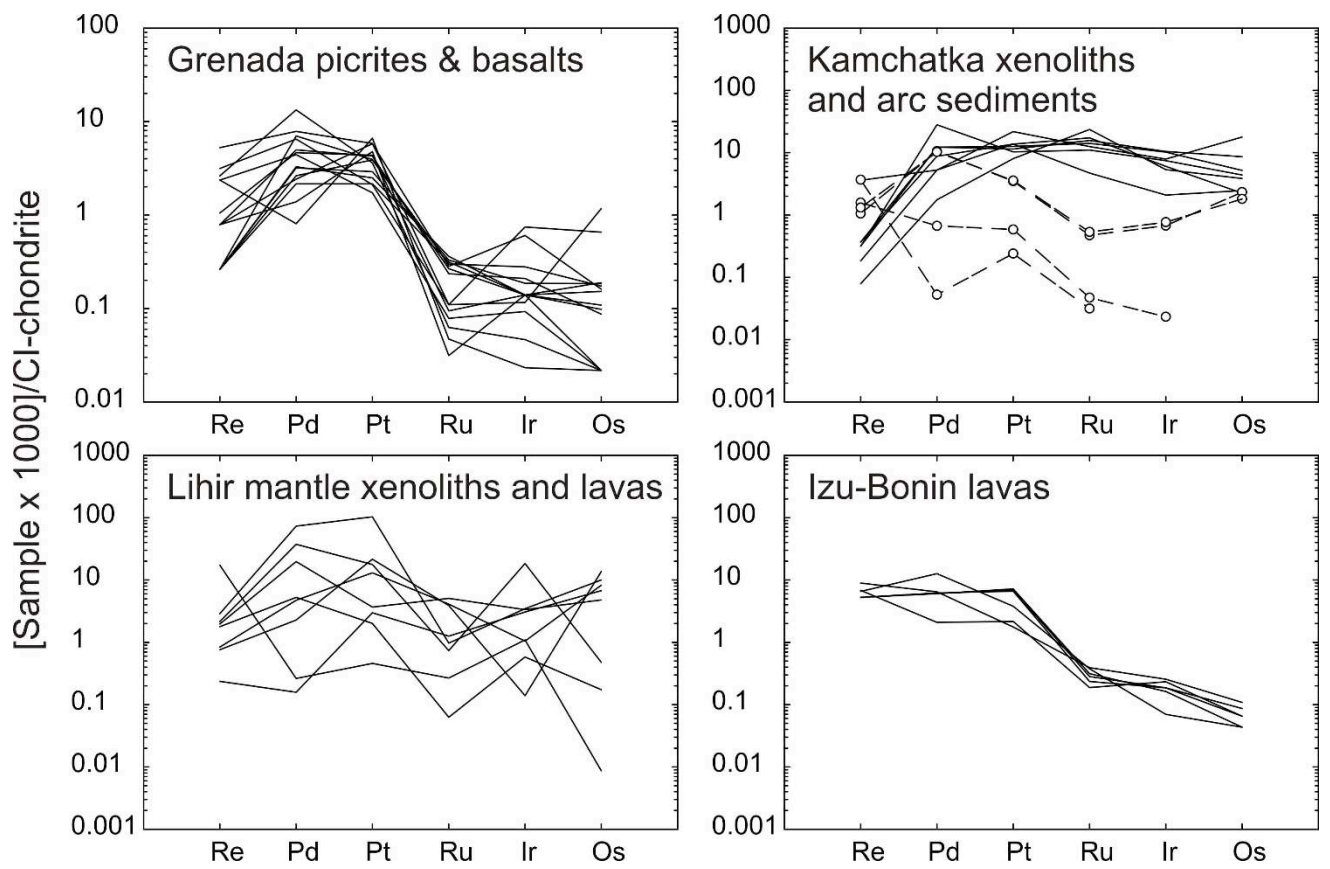 [Sample x 1000]/CI-chondrite
Grenada picrites & basalts
100
10
1
0.1
0.01
Re Pd Pt Ru Ir Os
Kamchatka xenoliths
and arc sediments
1000
100
10
1
0.1
0.01
0.001
Re Pd Pt Ru Ir Os
Lihir mantle xenoliths and lavas
1000
100
10
1
0.1
0.01
0.001
Re Pd Pt Ru Ir Os
Izu-Bonin lavas
1000
100
10
1
0.1
0.01
0.001
Re Pd Pt Ru Ir Os